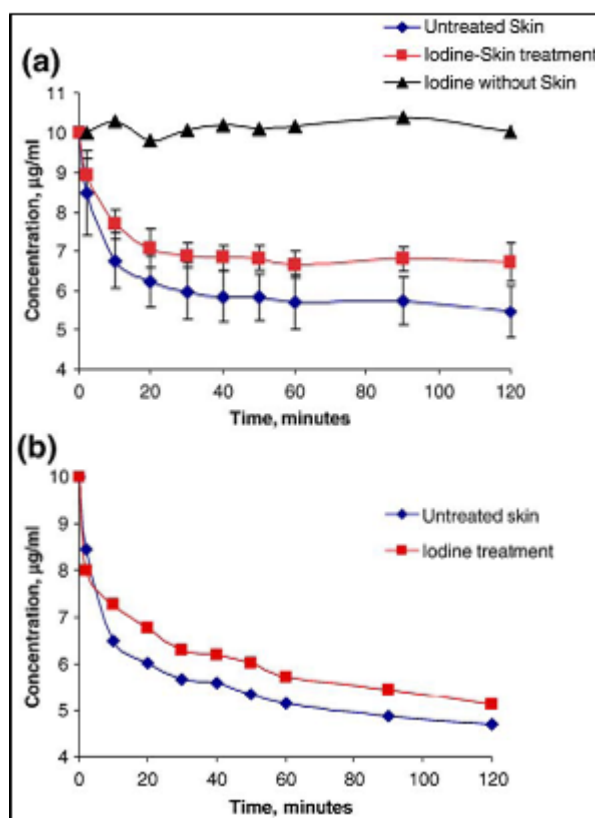 Untreated Skin
Iodine-Skin treatment
Iodine without Skin
(a)
11
10
9
8
7
6
5
4
Concentration, µg/ml
0 20 40 60 80 100 120
Time, minutes
(b)
10
9
8
7
6
5
4
Concentration, µg/ml
Untreated skin
Iodine treatment
0 20 40 60 80 100 120
Time, minutes